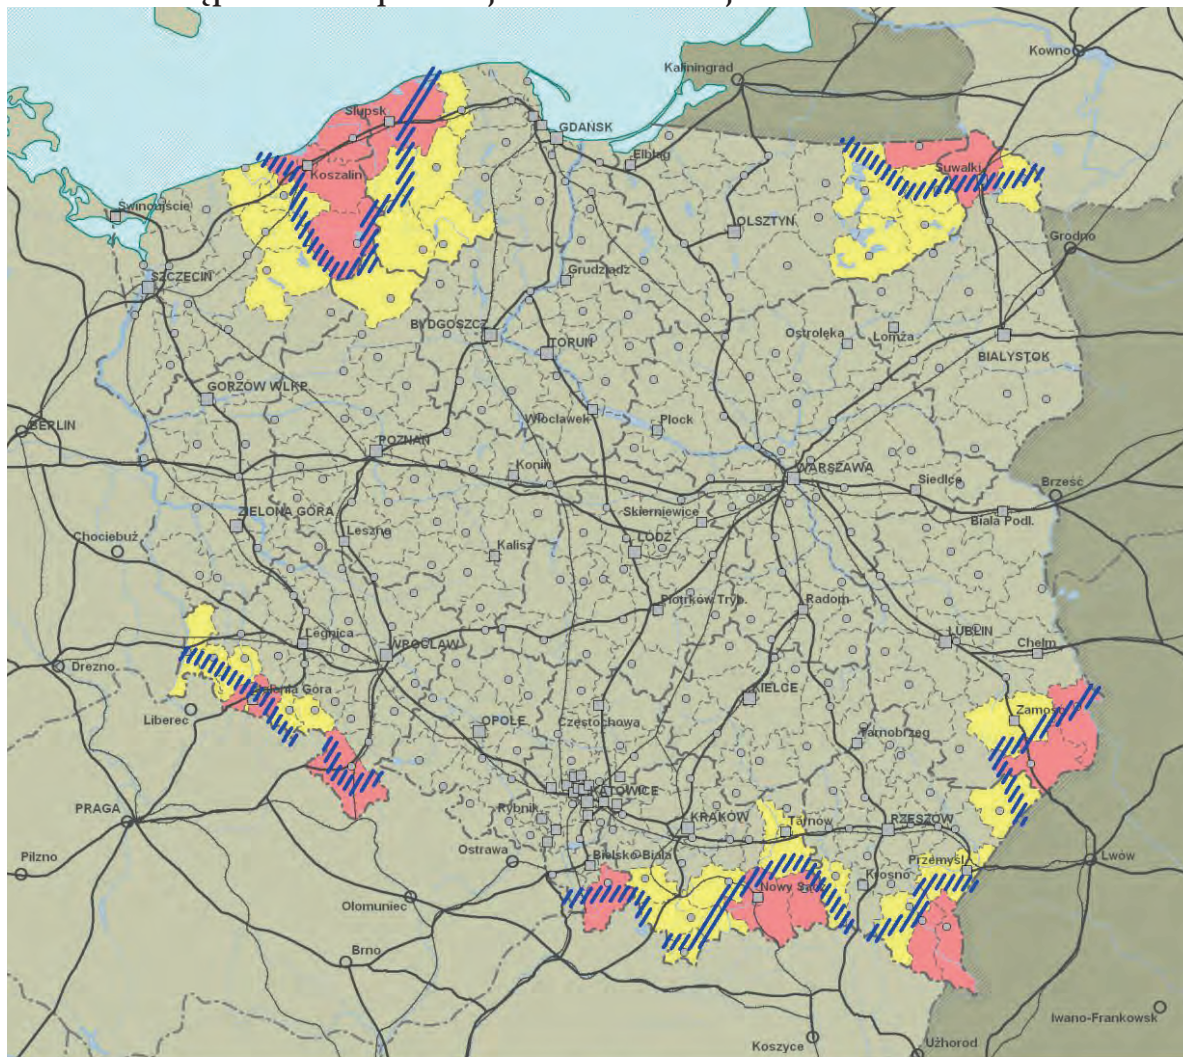 Kowno
Kaliningrad
Słupsk
GDAŃSK
Elbląg
Koszalin
Suwałki
Świnoujście
OLSZTYN
Grodno
SZCZECIN
Grudziądz
BYDGOSZCZ
Ostrołęka
Łomża
TORUŃ
BIAŁYSTOK
GORZÓW WLKP.
Włocławek
Płock
BERLIN
POZNAŃ
Konin
WARSZAWA
Siedlce
Brześć
Skierniewice
Biała Podl.
ZIELONA GÓRA
Leszno
Chociebuż
Kalisz
ŁÓDŹ
Piotrków Tryb.
Radom
Legnica
WROCŁAW
LUBLIN
Chełm
Drezno
Jelenia Góra
KIELCE
Liberec
Zamość
OPOLE
Częstochowa
Tarnobrzeg
KATOWICE
PRAGA
Rybnik
KRAKÓW
Tarnów
RZESZÓW
Ostrawa
Bielsko-Biała
Przemyśl
Lwów
Pilzno
Nowy Sącz
Krosno
Ołomuniec
Brno
Iwano-Frankowsk
Koszyce
Użhorod